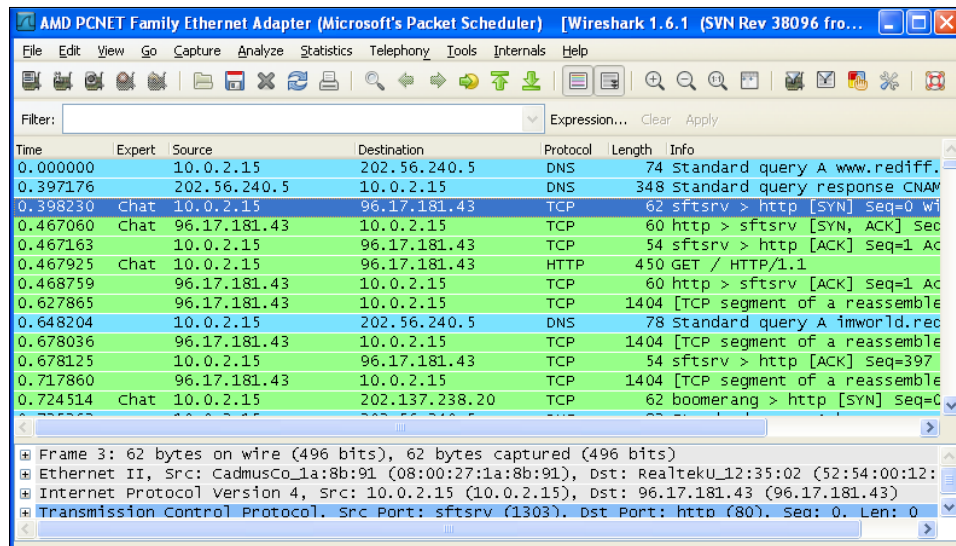 AMD PCNET Family Ethernet Adapter (Microsoft's Packet Scheduler) [Wireshark 1.6.1 (SVN Rev 38096 fro...
File Edit View Go Capture Analyze Statistics Telephony Tools Internals Help
Filter: Expression... Clear Apply
Time Expert Source Destination Protocol Length Info
0.000000 10.0.2.15 202.56.240.5 DNS 74 Standard query A www.rediff.
0.397176 202.56.240.5 10.0.2.15 DNS 348 Standard query response CNAM
0.398230 Chat 10.0.2.15 96.17.181.43 TCP 62 sftsrv > http [SYN] Seq=0 Wi
0.467060 Chat 96.17.181.43 10.0.2.15 TCP 60 http > sftsrv [SYN, ACK] Seq
0.467163 10.0.2.15 96.17.181.43 TCP 54 sftsrv > http [ACK] Seq=1 Ac
0.467925 Chat 10.0.2.15 96.17.181.43 HTTP 450 GET / HTTP/1.1
0.468759 96.17.181.43 10.0.2.15 TCP 60 http > sftsrv [ACK] Seq=1 Ac
0.627865 96.17.181.43 10.0.2.15 TCP 1404 [TCP segment of a reassemble
0.648204 10.0.2.15 202.56.240.5 DNS 78 Standard query A imworld.red
0.678036 96.17.181.43 10.0.2.15 TCP 1404 [TCP segment of a reassemble
0.678125 10.0.2.15 96.17.181.43 TCP 54 sftsrv > http [ACK] Seq=397
0.717860 96.17.181.43 10.0.2.15 TCP 1404 [TCP segment of a reassemble
0.724514 Chat 10.0.2.15 202.137.238.20 TCP 62 boomerang > http [SYN] Seq=0
Frame 3: 62 bytes on wire (496 bits), 62 bytes captured (496 bits)
Ethernet II, Src: CadmusCo_1a:8b:91 (08:00:27:1a:8b:91), Dst: RealtekU_12:35:02 (52:54:00:12:
Internet Protocol Version 4, Src: 10.0.2.15 (10.0.2.15), Dst: 96.17.181.43 (96.17.181.43)
Transmission Control Protocol, Src Port: sftsrv (1303), Dst Port: http (80), Seq: 0, Len: 0